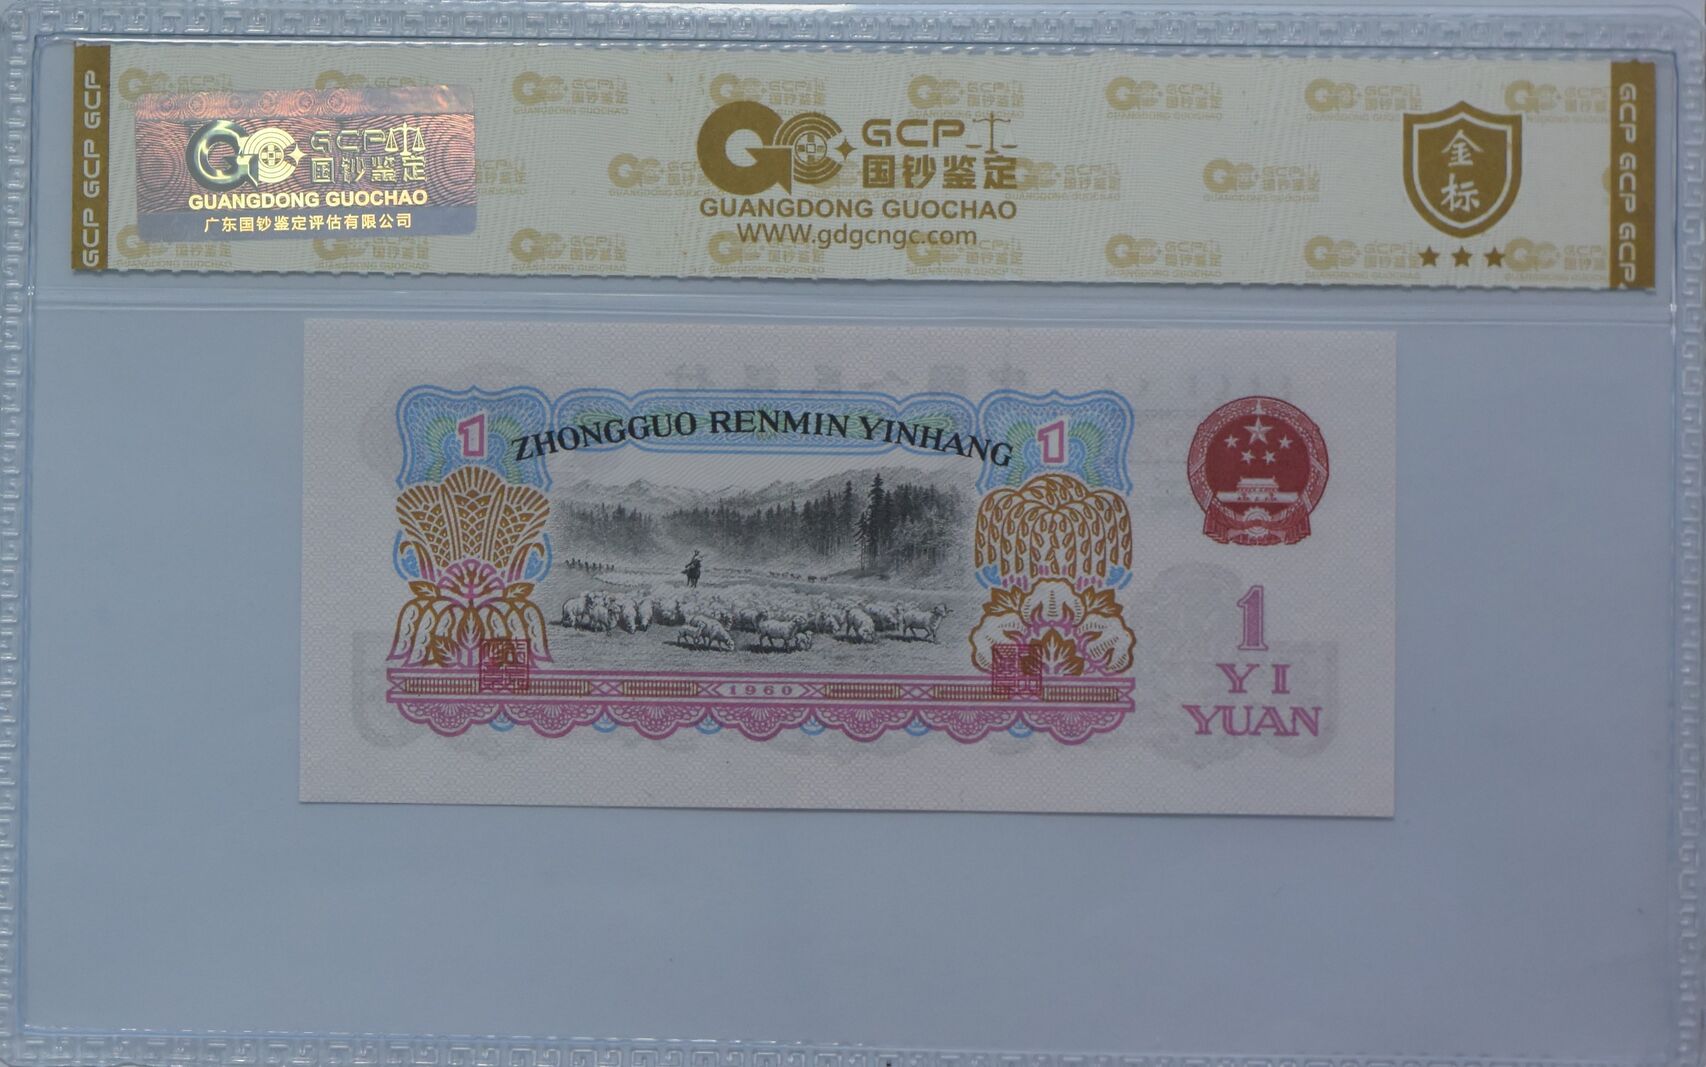 GCP GCP GCP GCP
GCP
国钞鉴定
GUANGDONG GUOCHAO
广东国钞鉴定评估有限公司
GCP
国钞鉴定
GUANGDONG GUOCHAO
WWW.gdgcngc.com
金标
GCP GCP GCP GCP
1
ZHONGGUO RENMIN YINHANG
1
1960
1
YI
YUAN